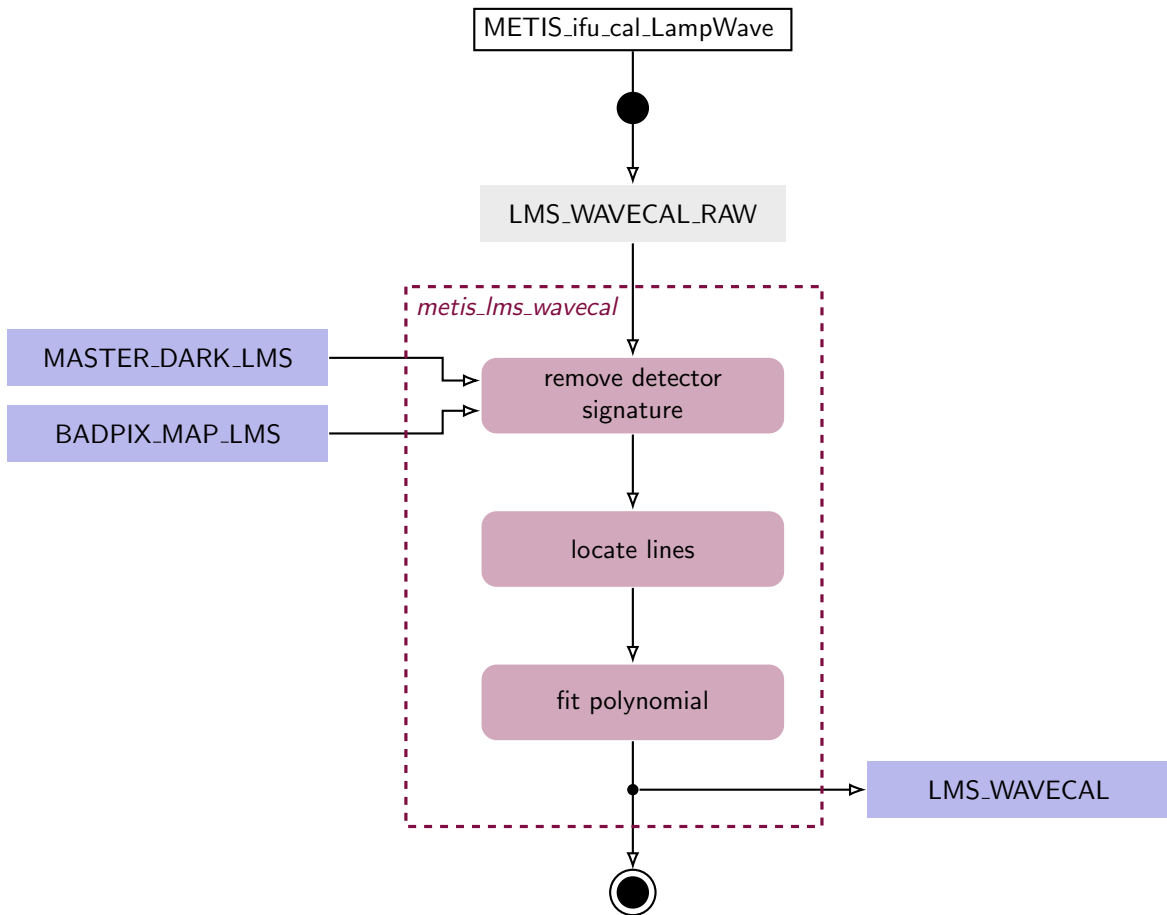 METIS_ifu_cal_LampWave
LMS_WAVECAL_RAW
metis_lms_wavecal
MASTER_DARK_LMS
BADPIX_MAP_LMS
remove detector
signature
locate lines
fit polynomial
LMS_WAVECAL